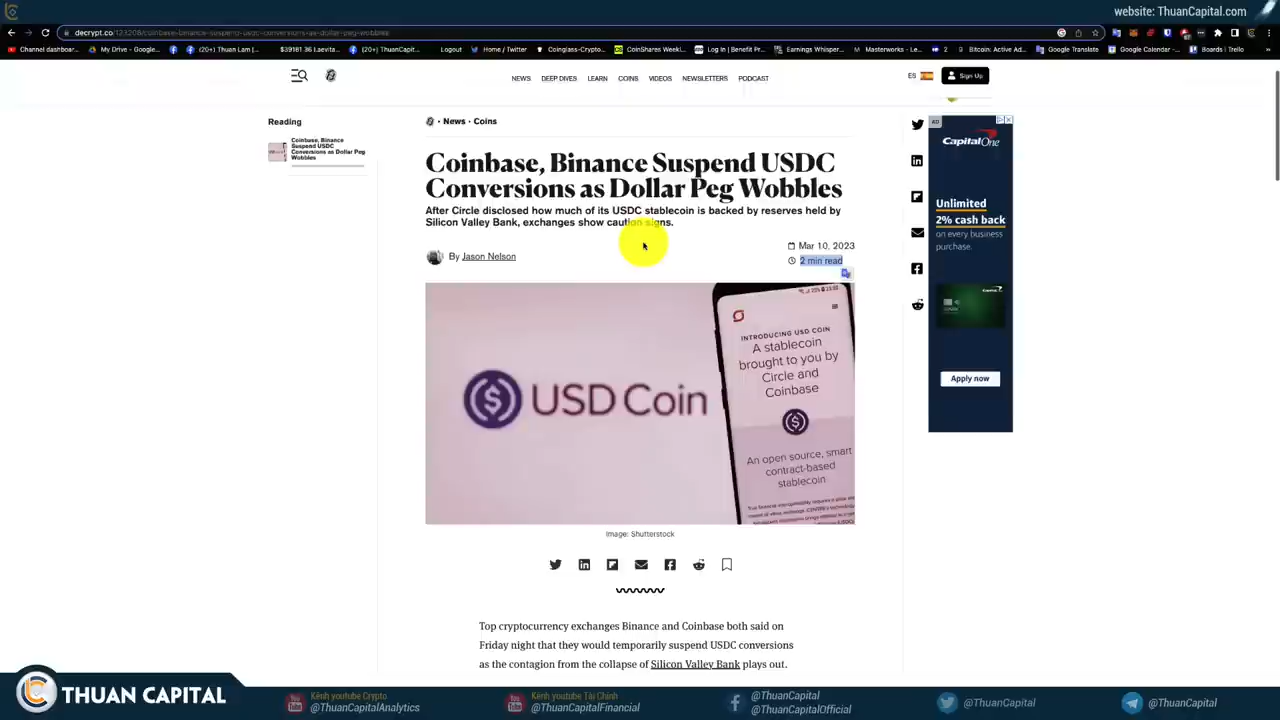 website: ThuanCapital.com
decrypt.co/123208/coinbase-binance-suspend-usdc-conversions-as-dollar-peg-wobbles
Channel dashboar...
My Drive - Google...
(20+) Thuan Lam |...
$39181.36 Laevita...
(20+) ThuanCapit...
Logout
Home / Twitter
Coinglass-Crypto...
CoinShares Weekl...
Log In | Benefit Pr...
Earnings Whisper...
Masterworks - Le...
2
Bitcoin: Active Ad...
Google Translate
Google Calendar -...
Boards | Trello
NEWS
DEEP DIVES
LEARN
COINS
VIDEOS
NEWSLETTERS
PODCAST
ES
Sign Up
Reading
Coinbase, Binance
Suspend USDC
Conversions as Dollar Peg
Wobbles
News · Coins
Coinbase, Binance Suspend USDC
Conversions as Dollar Peg Wobbles
After Circle disclosed how much of its USDC stablecoin is backed by reserves held by
Silicon Valley Bank, exchanges show caution signs.
By Jason Nelson
Mar 10, 2023
2 min read
USD Coin
INTRODUCING USD COIN
A stablecoin
brought to you by
Circle and
Coinbase
An open source, smart
contract-based
stablecoin
Image: Shutterstock
Top cryptocurrency exchanges Binance and Coinbase both said on
Friday night that they would temporarily suspend USDC conversions
as the contagion from the collapse of Silicon Valley Bank plays out.
AD
Capital One
Unlimited
2% cash back
on every business
purchase.
Apply now
THUAN CAPITAL
Kênh youtube Crypto
@ThuanCapitalAnalytics
Kênh youtube Tài Chính
@ThuanCapitalFinancial
@ThuanCapital
@ThuanCapitalOfficial
@ThuanCapital
@ThuanCapital